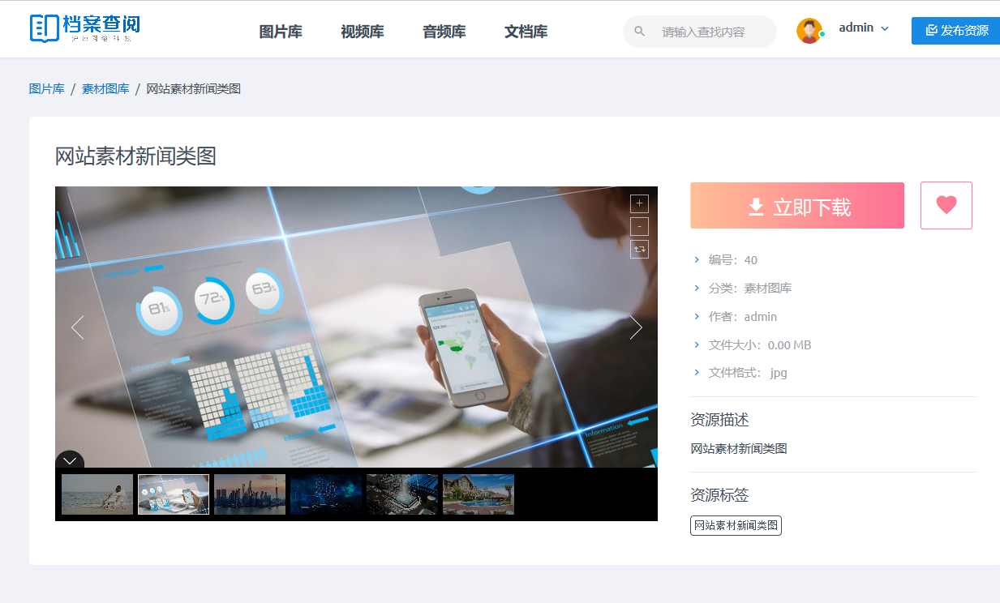 档案查阅
图片库
视频库
音频库
文档库
请输入查找内容
admin
发布资源
图片库 / 素材图库 / 网站素材新闻类图
网站素材新闻类图
81%
72%
63%
Information
Information
Information
立即下载
编号：40
分类：素材图库
作者：admin
文件大小：0.00 MB
文件格式： jpg
资源描述
网站素材新闻类图
资源标签
网站素材新闻类图